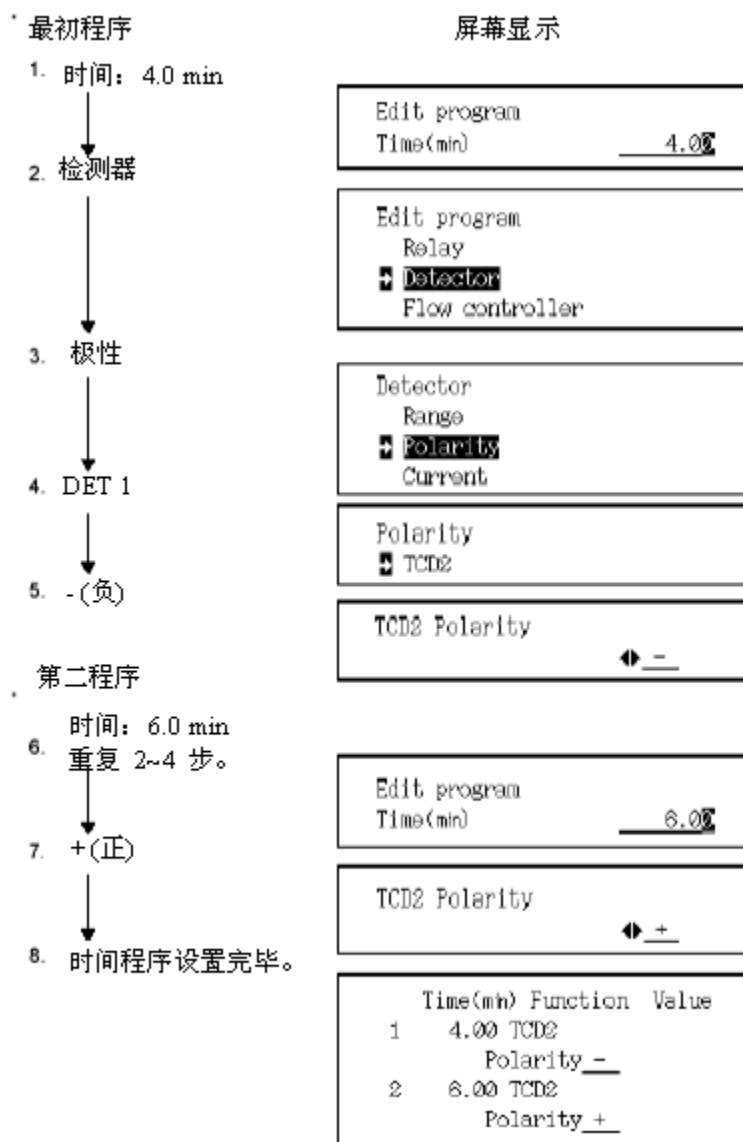 最初程序 屏幕显示
1. 时间：4.0 min
Edit program
Time(min) 4.00
2. 检测器
Edit program
Relay
Detector
Flow controller
3. 极性
Detector
Range
Polarity
Current
4. DET 1
Polarity
TCD2
5. -(负)
TCD2 Polarity
-
第二程序
6. 时间：6.0 min
重复 2~4 步。
Edit program
Time(min) 6.00
7. +(正)
TCD2 Polarity
+
8. 时间程序设置完毕。
Time(min) Function Value
1 4.00 TCD2
Polarity -
2 6.00 TCD2
Polarity +